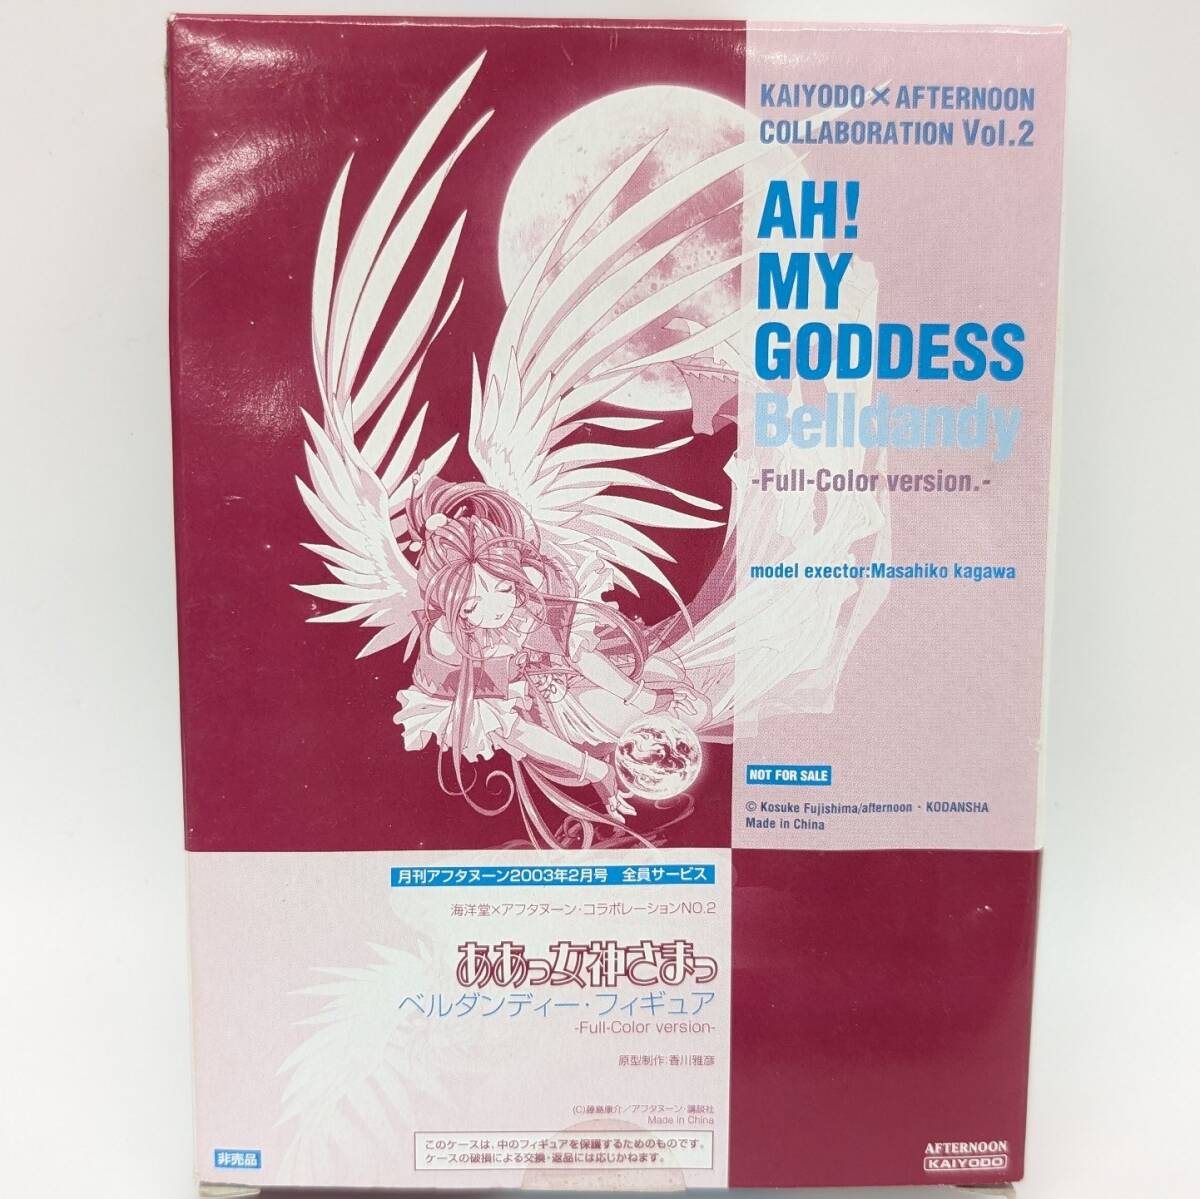 KAIYODO×AFTERNOON
COLLABORATION Vol.2
AH!
MY
GODDESS
Belldandy
-Full-Color version.-
model exector:Masahiko kagawa
NOT FOR SALE
© Kosuke Fujishima/afternoon・KODANSHA
Made in China
月刊アフタヌーン2003年2月号 全員サービス
海洋堂×アフタヌーン・コラボレーションNO.2
ああっ女神さまっ
ベルダンディー・フィギュア
-Full-Color version-
原型制作:香川雅彦
(C)藤島康介/アフタヌーン・講談社
Made in China
このケースは、中のフィギュアを保護するためのものです。
ケースの破損による交換・返品には応じかねます。
非売品
AFTERNOON
KAIYODO